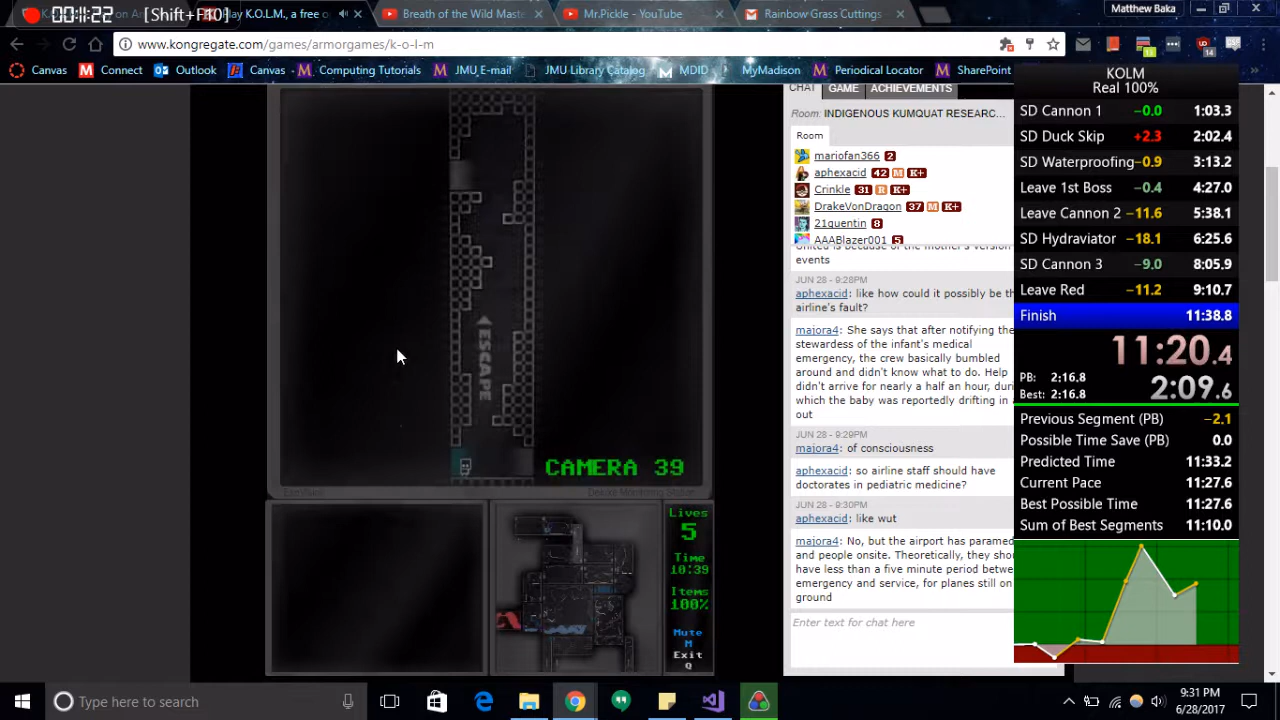 00:11:22 [Shift+F10]
Play K.O.L.M., a free o
Breath of the Wild Mast
Mr.Pickle - YouTube
Rainbow Grass Cuttings
Matthew Baka
www.kongregate.com/games/armorgames/k-o-l-m
Canvas
Connect
Outlook
Canvas
Computing Tutorials
JMU E-mail
JMU Library Catalog
MDID
MyMadison
Periodical Locator
SharePoint
CHAT GAME ACHIEVEMENTS
Room: INDIGENOUS KUMQUAT RESEARC...
Room
mariofan366 2
aphexacid 42 M K+
Crinkle 31 R K+
DrakeVonDragon 37 M K+
21quentin 8
AAABlazer001 5
United is because of the mother's version
events
JUN 28 - 9:28PM
aphexacid: like how could it possibly be th
airline's fault?
majora4: She says that after notifying the
stewardess of the infant's medical
emergency, the crew basically bumbled
around and didn't know what to do. Help
didn't arrive for nearly a half an hour, duri
which the baby was reportedly drifting in
out
JUN 28 - 9:29PM
majora4: of consciousness
aphexacid: so airline staff should have
doctorates in pediatric medicine?
JUN 28 - 9:30PM
aphexacid: like wut
majora4: No, but the airport has paramed
and people onsite. Theoretically, they sho
have less than a five minute period betwe
emergency and service, for planes still on
ground
Enter text for chat here
ESCAPE
CAMERA 39
Deluxe Monitoring Station
Lives
5
Time
10:39
Items
100%
Mute
M
Exit
Q
KOLM
Real 100%
SD Cannon 1 −0.0 1:03.3
SD Duck Skip +2.3 2:02.4
SD Waterproofing −0.9 3:13.2
Leave 1st Boss −0.4 4:27.0
Leave Cannon 2 −11.6 5:38.1
SD Hydraviator −18.1 6:25.6
SD Cannon 3 −9.0 8:05.9
Leave Red −11.2 9:10.7
Finish 11:38.8
11:20.4
PB: 2:16.8
Best: 2:16.8
2:09.6
Previous Segment (PB) −2.1
Possible Time Save (PB) 0.0
Predicted Time 11:33.2
Current Pace 11:27.6
Best Possible Time 11:27.6
Sum of Best Segments 11:10.0
Type here to search
9:31 PM
6/28/2017